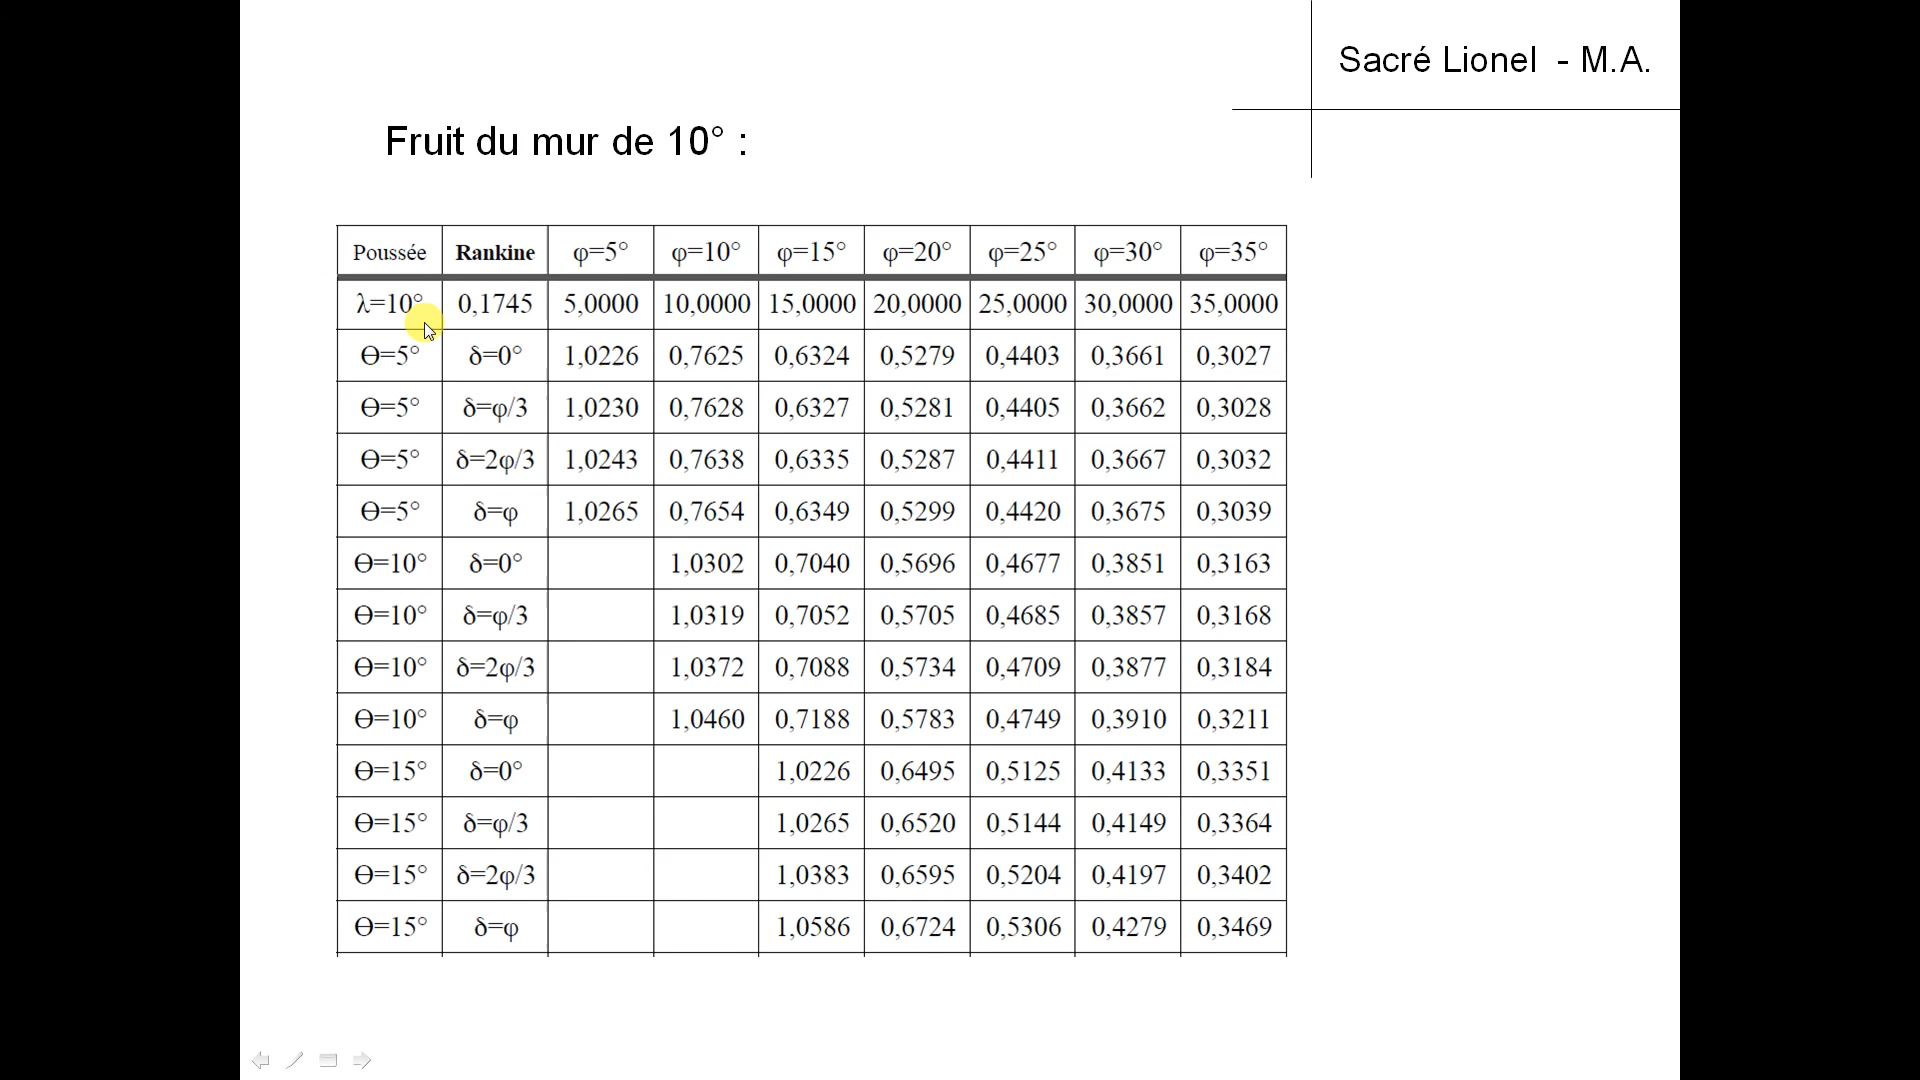 Sacré Lionel - M.A.
Fruit du mur de 10° :
Poussée Rankine φ=5° φ=10° φ=15° φ=20° φ=25° φ=30° φ=35°
λ=10° 0,1745 5,0000 10,0000 15,0000 20,0000 25,0000 30,0000 35,0000
Ө=5° δ=0° 1,0226 0,7625 0,6324 0,5279 0,4403 0,3661 0,3027
Ө=5° δ=φ/3 1,0230 0,7628 0,6327 0,5281 0,4405 0,3662 0,3028
Ө=5° δ=2φ/3 1,0243 0,7638 0,6335 0,5287 0,4411 0,3667 0,3032
Ө=5° δ=φ 1,0265 0,7654 0,6349 0,5299 0,4420 0,3675 0,3039
Ө=10° δ=0° 1,0302 0,7040 0,5696 0,4677 0,3851 0,3163
Ө=10° δ=φ/3 1,0319 0,7052 0,5705 0,4685 0,3857 0,3168
Ө=10° δ=2φ/3 1,0372 0,7088 0,5734 0,4709 0,3877 0,3184
Ө=10° δ=φ 1,0460 0,7188 0,5783 0,4749 0,3910 0,3211
Ө=15° δ=0° 1,0226 0,6495 0,5125 0,4133 0,3351
Ө=15° δ=φ/3 1,0265 0,6520 0,5144 0,4149 0,3364
Ө=15° δ=2φ/3 1,0383 0,6595 0,5204 0,4197 0,3402
Ө=15° δ=φ 1,0586 0,6724 0,5306 0,4279 0,3469